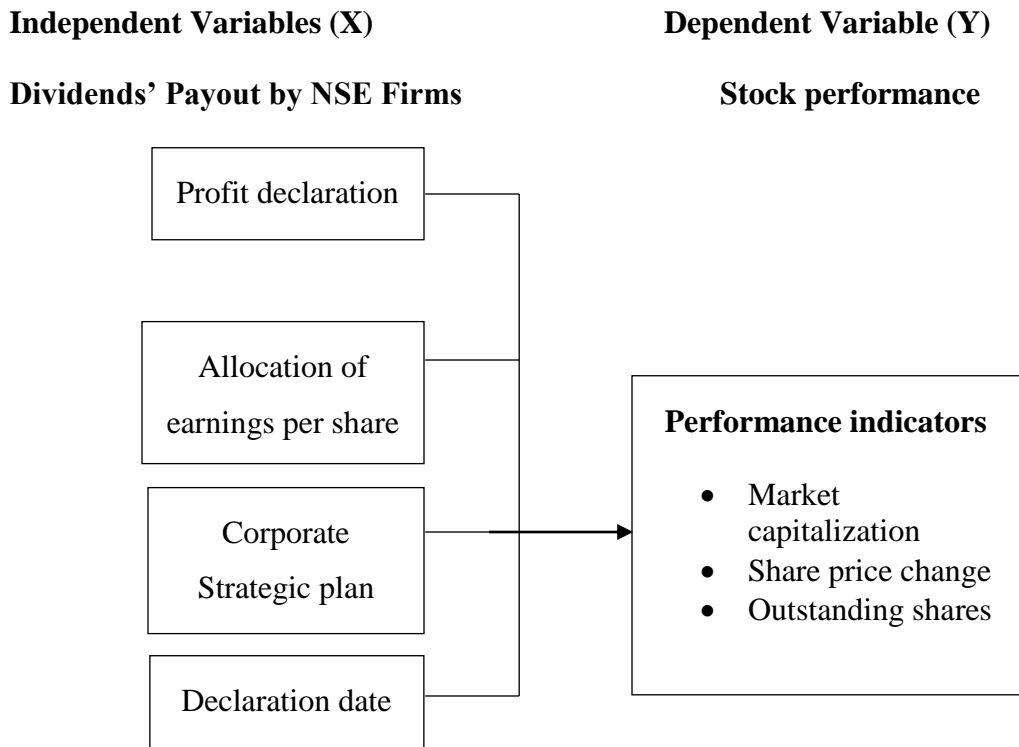 Independent Variables (X)
Dependent Variable (Y)
Dividends’ Payout by NSE Firms
Stock performance
Profit declaration
Allocation of
earnings per share
Corporate
Strategic plan
Declaration date
Performance indicators
• Market
capitalization
• Share price change
• Outstanding shares